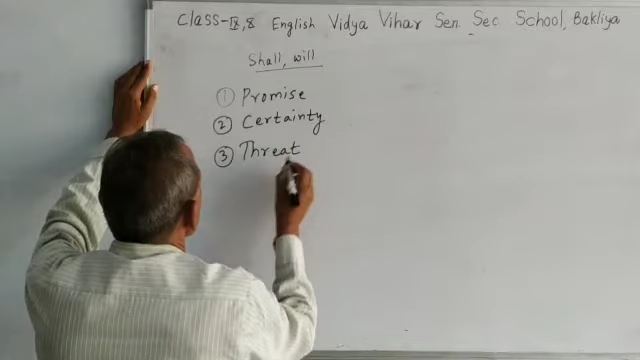 Class-IX, 8 English Vidya Vihar Sen. Sec. School, Bakliya
Shall, will
① Promise
② Certainty
③ Threat